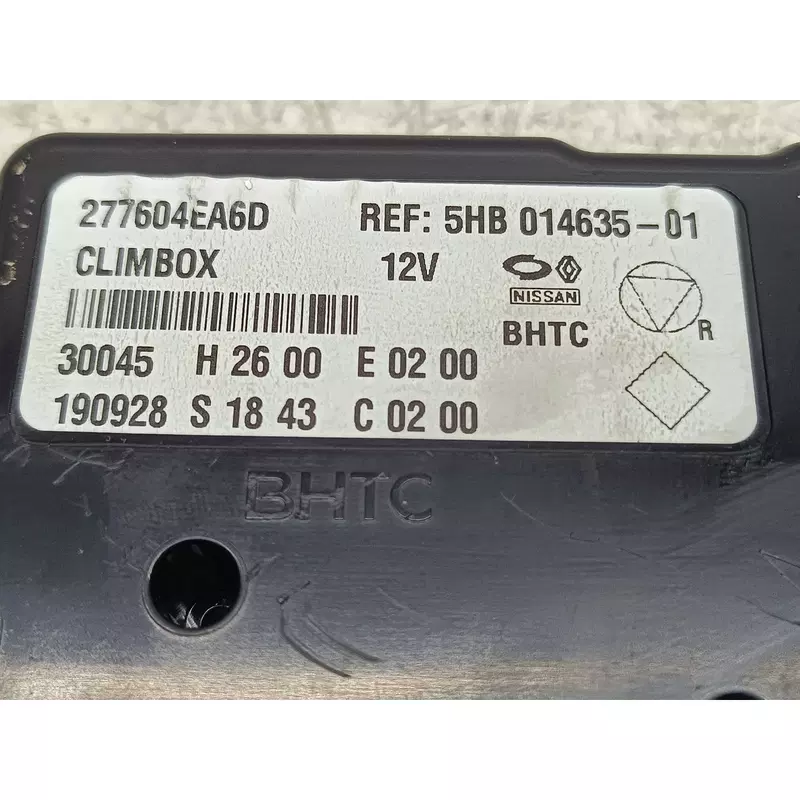 277604EA6D REF: 5HB 014635-01
CLIMBOX 12V
NISSAN
BHTC R
30045 H 26 00 E 02 00
190928 S 18 43 C 02 00
BHTC